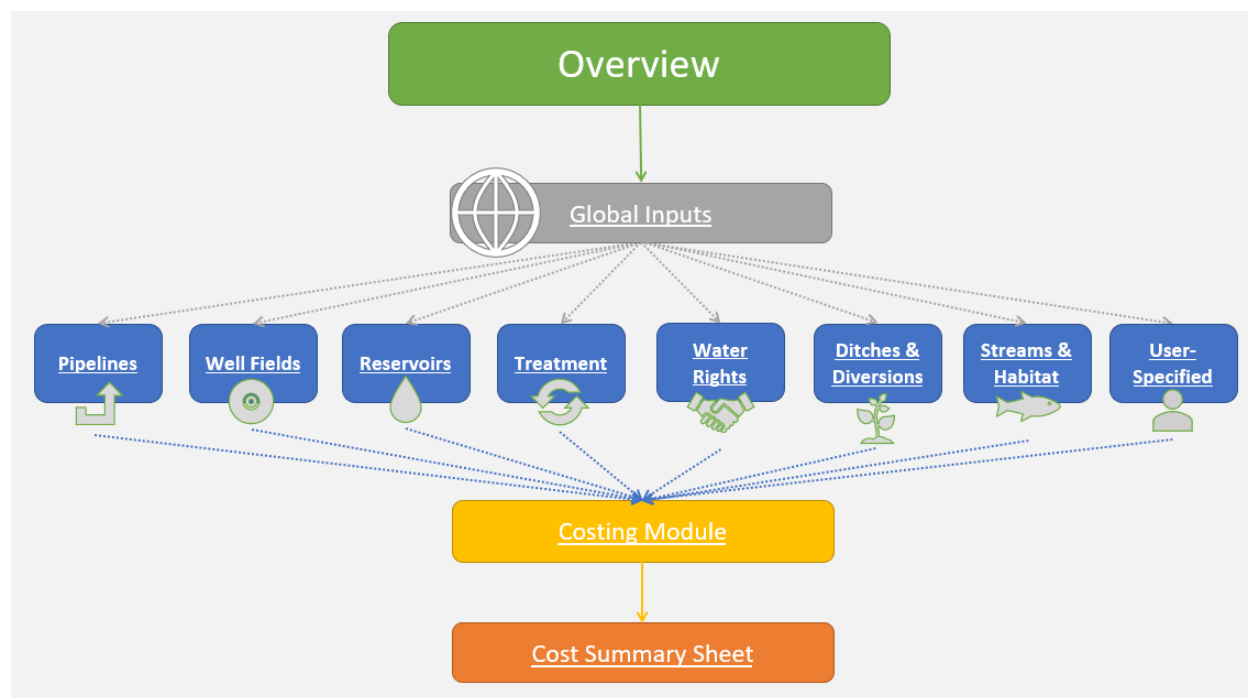 Overview
Global Inputs
Pipelines
Well Fields
Reservoirs
Treatment
Water
Rights
Ditches &
Diversions
Streams &
Habitat
User-
Specified
Costing Module
Cost Summary Sheet